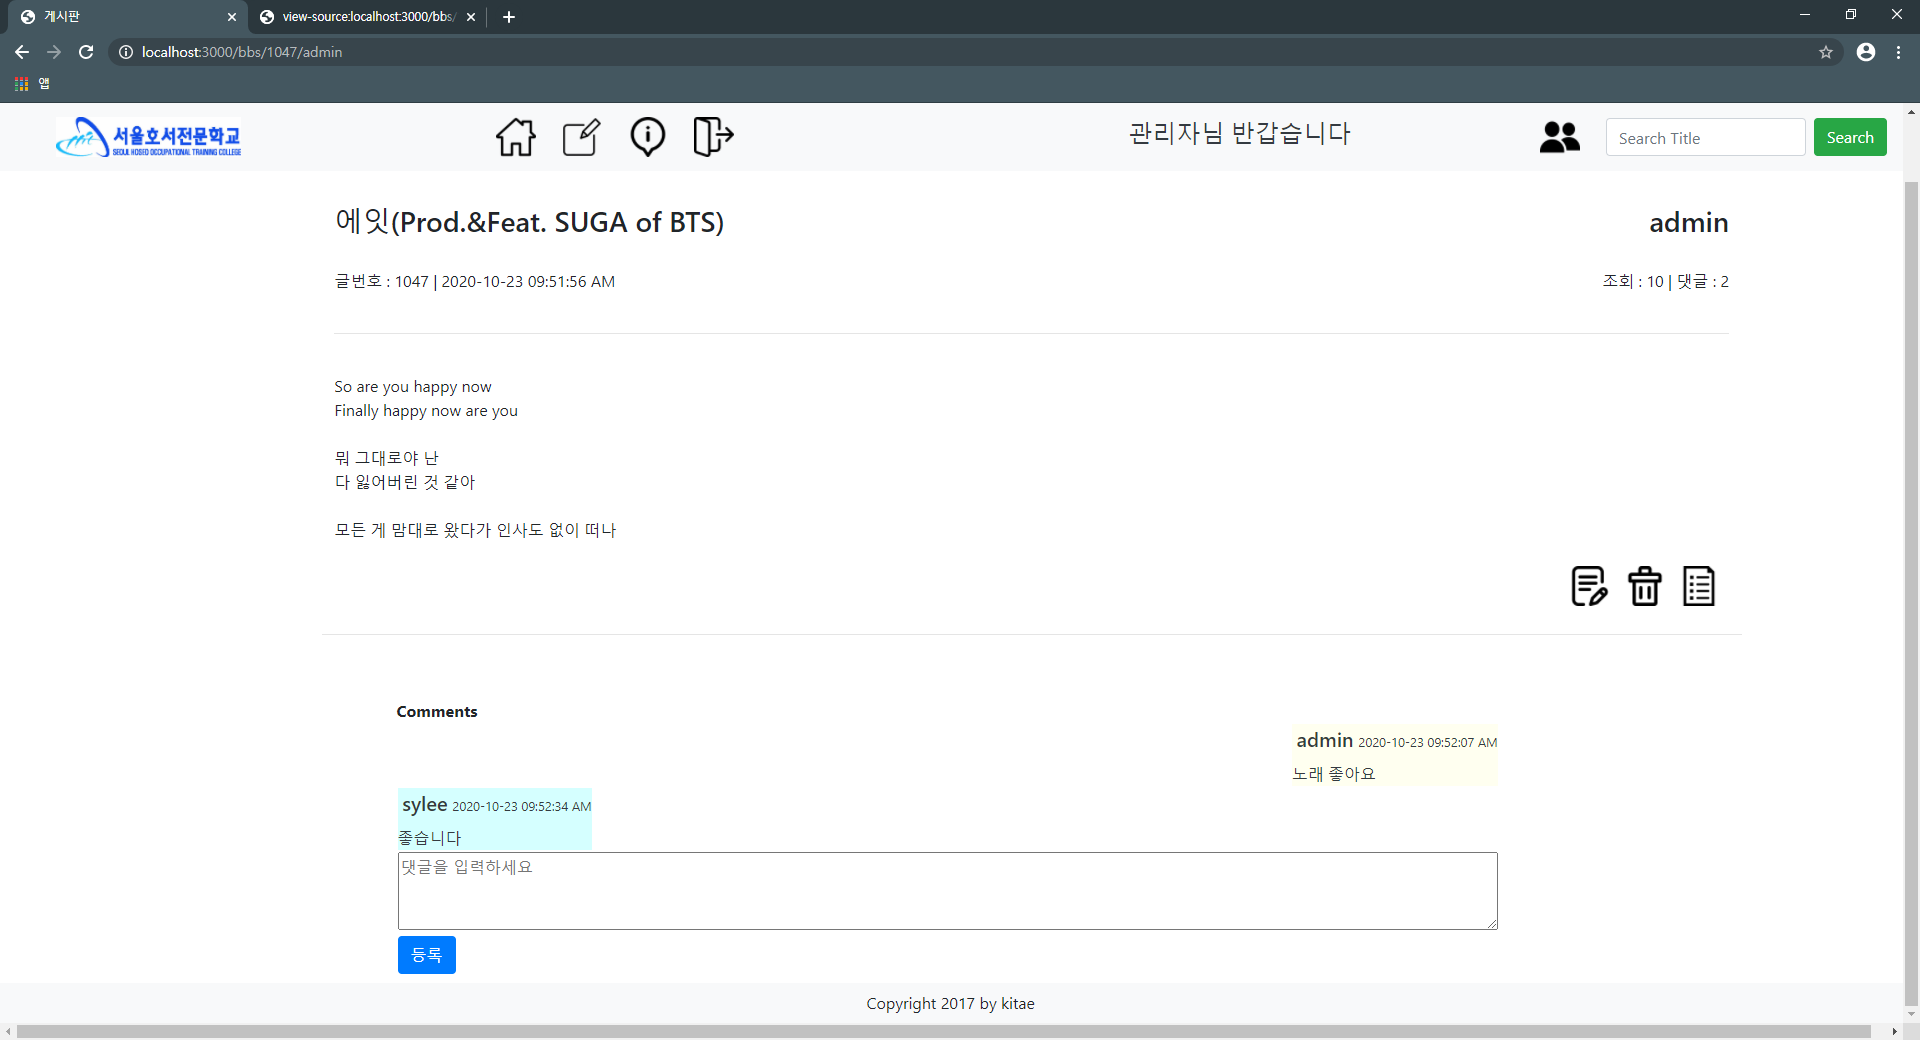 게시판
view-source:localhost:3000/bbs/
localhost:3000/bbs/1047/admin
앱
서울호서전문학교
SEOUL HOSEO OCCUPATIONAL TRAINING COLLEGE
관리자님 반갑습니다
Search Title
Search
에잇(Prod.&Feat. SUGA of BTS)
admin
글번호 : 1047 | 2020-10-23 09:51:56 AM
조회 : 10 | 댓글 : 2
So are you happy now
Finally happy now are you
뭐 그대로야 난
다 잃어버린 것 같아
모든 게 맘대로 왔다가 인사도 없이 떠나
Comments
admin 2020-10-23 09:52:07 AM
노래 좋아요
sylee 2020-10-23 09:52:34 AM
좋습니다
댓글을 입력하세요
등록
Copyright 2017 by kitae